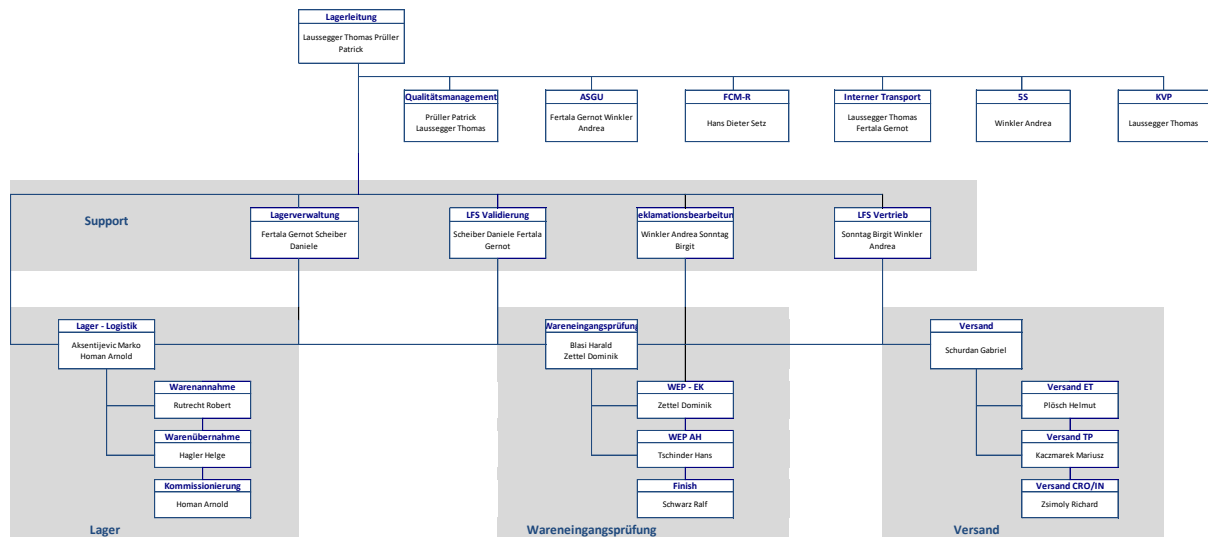 Lagerleitung
Laussegger Thomas Prüller
Patrick
Qualitätsmanagement
Prüller Patrick
Laussegger Thomas
ASGU
Fertala Gernot Winkler
Andrea
FCM-R
Hans Dieter Setz
Interner Transport
Laussegger Thomas
Fertala Gernot
5S
Winkler Andrea
KVP
Laussegger Thomas
Support
Lagerverwaltung
Fertala Gernot Scheiber
Daniele
LFS Validierung
Scheiber Daniele Fertala
Gernot
eklamationsbearbeitun
Winkler Andrea Sonntag
Birgit
LFS Vertrieb
Sonntag Birgit Winkler
Andrea
Lager - Logistik
Aksentijevic Marko
Homan Arnold
Warenannahme
Rutrecht Robert
Warenübernahme
Hagler Helge
Kommissionierung
Homan Arnold
Lager
Wareneingangsprüfung
Blasi Harald
Zettel Dominik
WEP - EK
Zettel Dominik
WEP AH
Tschinder Hans
Finish
Schwarz Ralf
Wareneingangsprüfung
Versand
Schurdan Gabriel
Versand ET
Plösch Helmut
Versand TP
Kaczmarek Mariusz
Versand CRO/IN
Zsimoly Richard
Versand